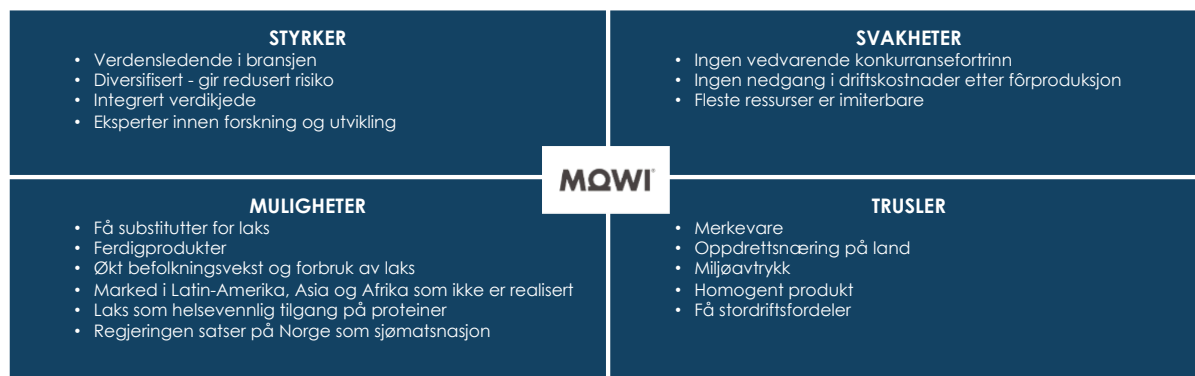 STYRKER
• Verdensledende i bransjen
• Diversifisert - gir redusert risiko
• Integrert verdikjede
• Eksperter innen forskning og utvikling
SVAKHETER
• Ingen vedvarende konkurransefortrinn
• Ingen nedgang i driftskostnader etter fôrproduksjon
• Fleste ressurser er imiterbare
MOWI
MULIGHETER
• Få substitutter for laks
• Ferdigprodukter
• Økt befolkningsvekst og forbruk av laks
• Marked i Latin-Amerika, Asia og Afrika som ikke er realisert
• Laks som helsevennlig tilgang på proteiner
• Regjeringen satser på Norge som sjømatsnasjon
TRUSLER
• Merkevare
• Oppdrettsnæring på land
• Miljøavtrykk
• Homogent produkt
• Få stordriftsfordeler